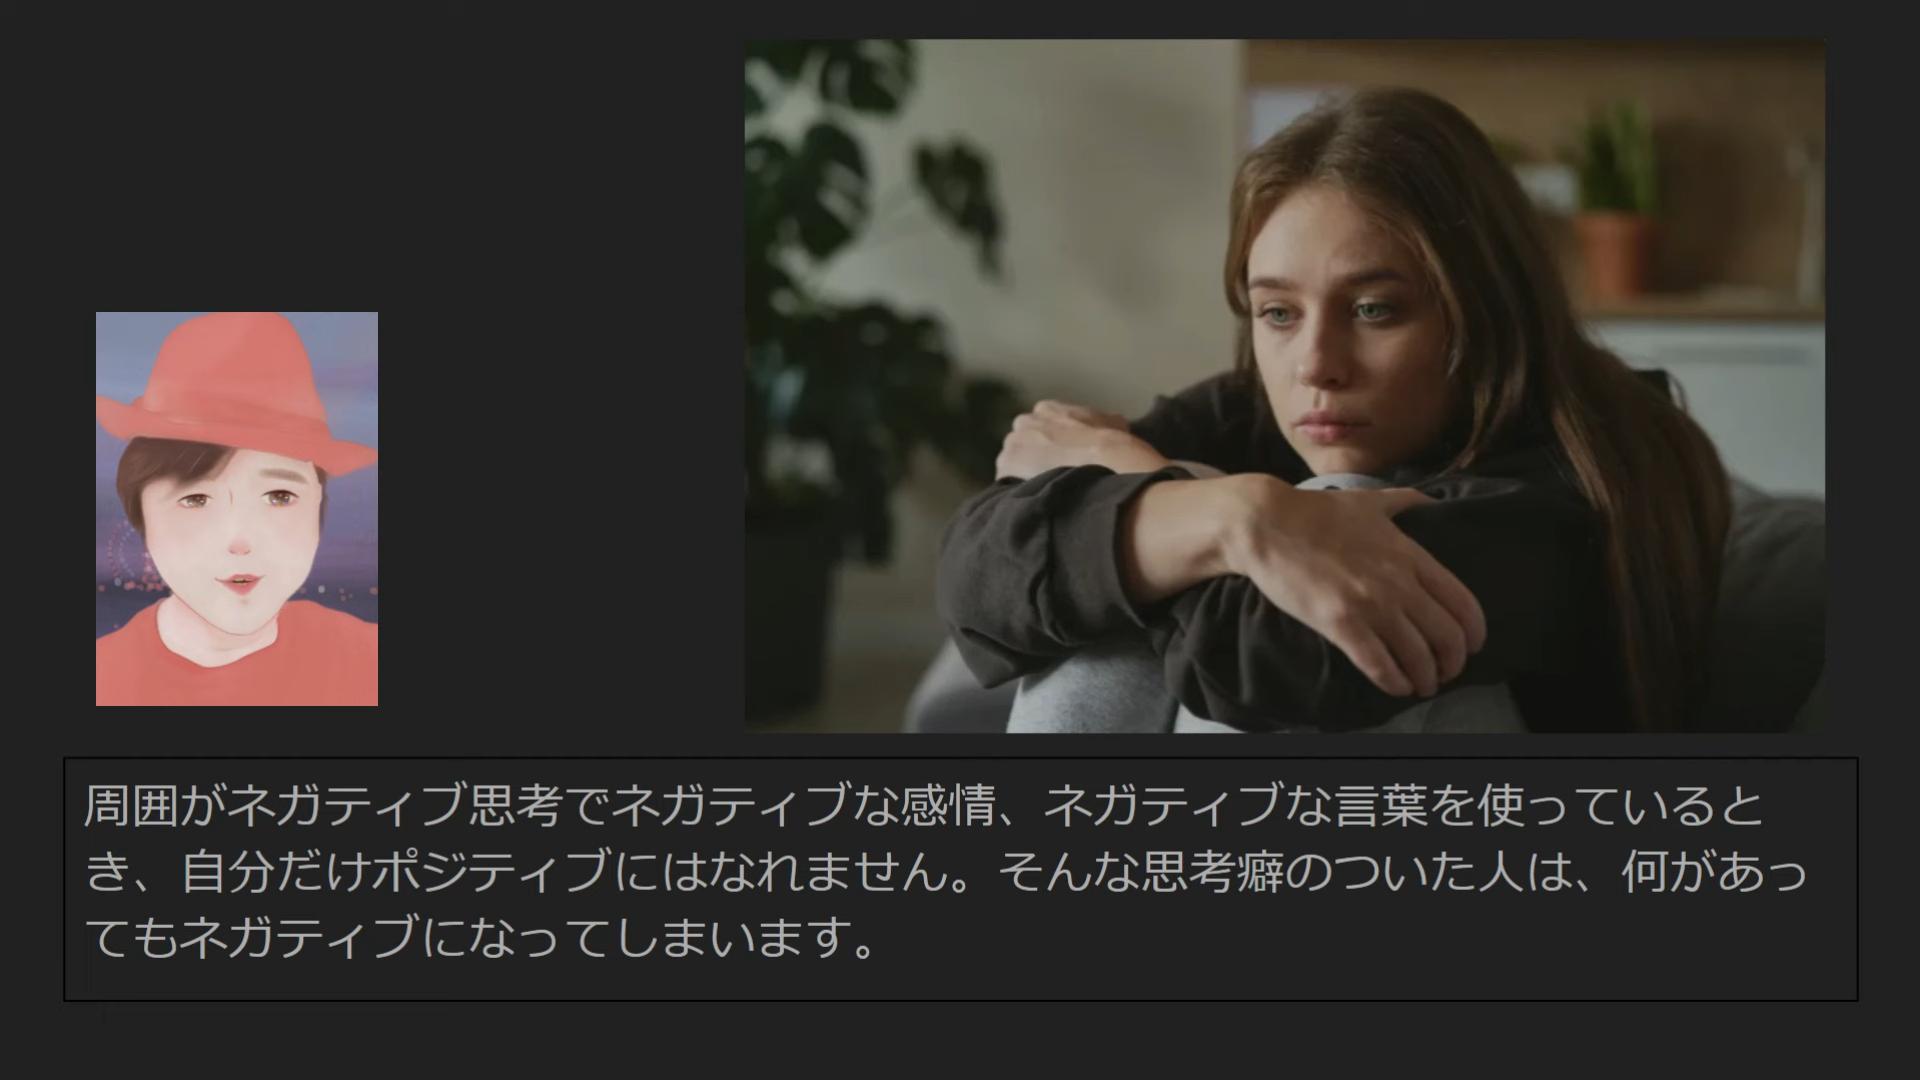 周囲がネガティブ思考でネガティブな感情、ネガティブな言葉を使っていると
き、自分だけポジティブにはなれません。そんな思考癖のついた人は、何があっ
てもネガティブになってしまいます。